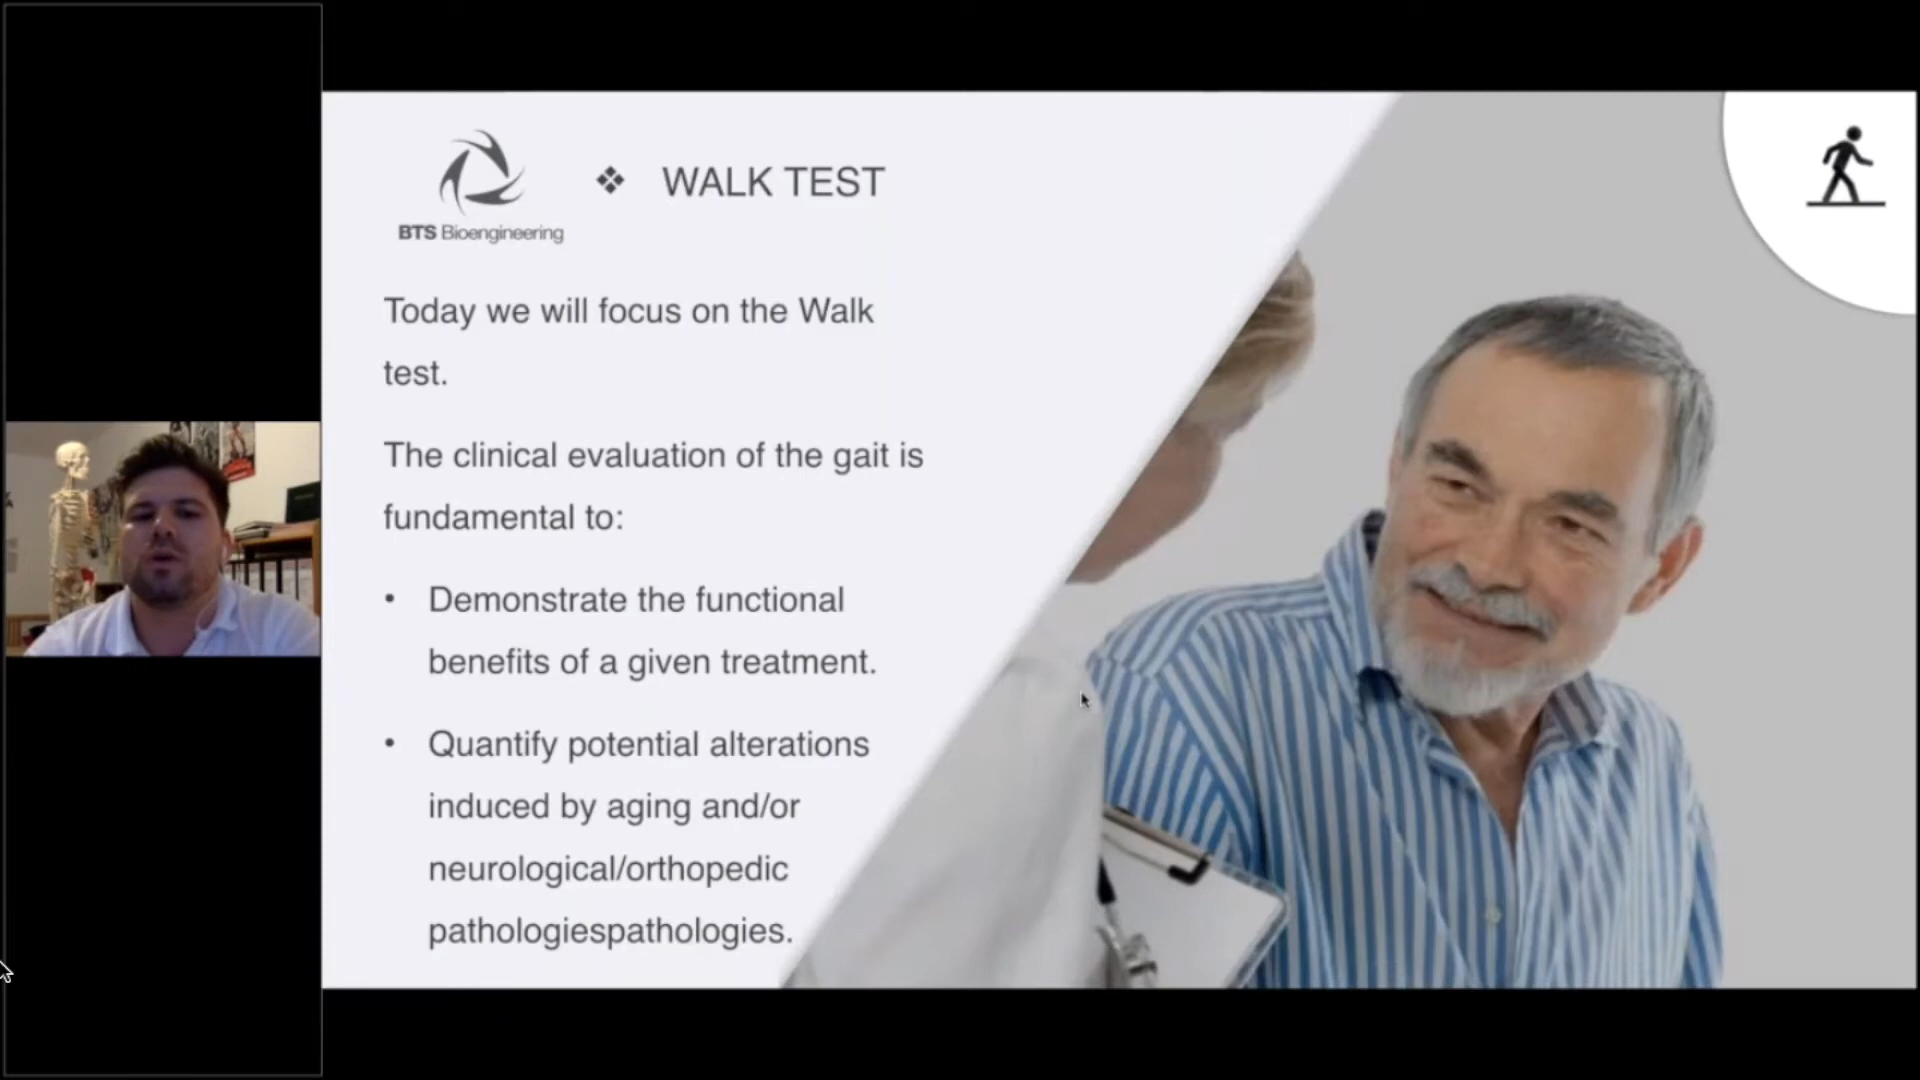 BTS Bioengineering
❖ WALK TEST
Today we will focus on the Walk
test.
The clinical evaluation of the gait is
fundamental to:
• Demonstrate the functional
benefits of a given treatment.
• Quantify potential alterations
induced by aging and/or
neurological/orthopedic
pathologiespathologies.